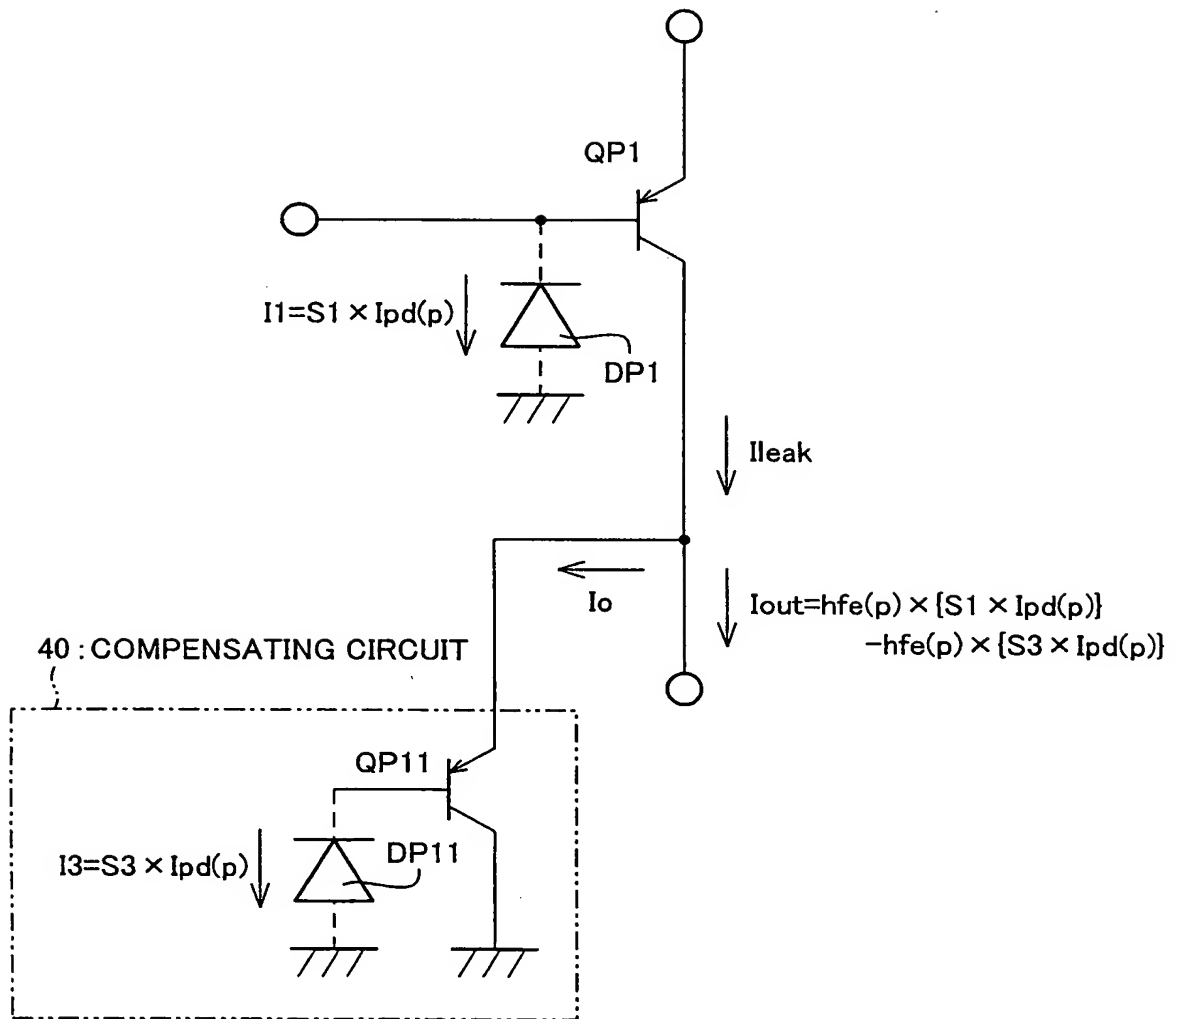 QP1
I1=S1 × Ipd(p)
DP1
Ileak
Io
Iout=hfe(p) × {S1 × Ipd(p)}
-hfe(p) × {S3 × Ipd(p)}
40 : COMPENSATING CIRCUIT
QP11
I3=S3 × Ipd(p)
DP11